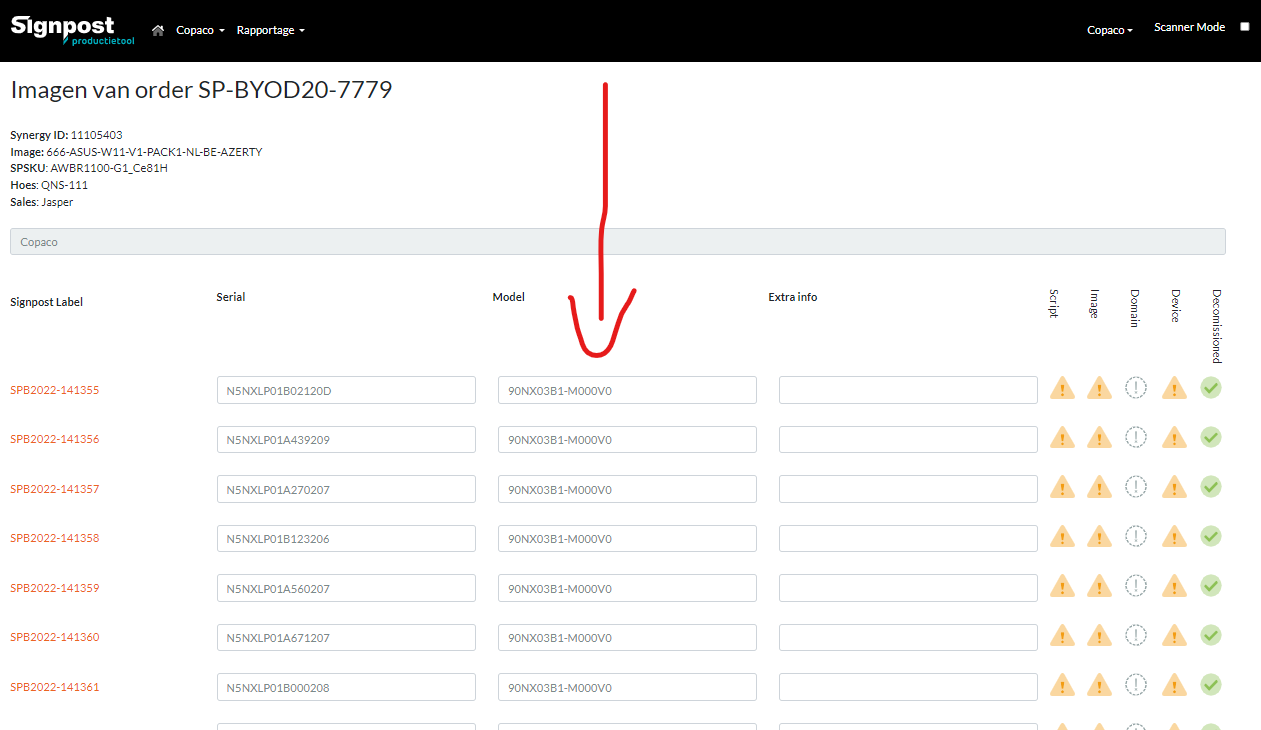 Signpost
productietool
Copaco
Rapportage
Copaco
Scanner Mode
Imagen van order SP-BYOD20-7779
Synergy ID: 11105403
Image: 666-ASUS-W11-V1-PACK1-NL-BE-AZERTY
SPSKU: AWBR1100-G1_Ce81H
Hoes: QNS-111
Sales: Jasper
Copaco
Signpost Label Serial Model Extra info Script Image Domain Device Decomissioned
SPB2022-141355 N5NXLP01B02120D 90NX03B1-M000V0
SPB2022-141356 N5NXLP01A439209 90NX03B1-M000V0
SPB2022-141357 N5NXLP01A270207 90NX03B1-M000V0
SPB2022-141358 N5NXLP01B123206 90NX03B1-M000V0
SPB2022-141359 N5NXLP01A560207 90NX03B1-M000V0
SPB2022-141360 N5NXLP01A671207 90NX03B1-M000V0
SPB2022-141361 N5NXLP01B000208 90NX03B1-M000V0